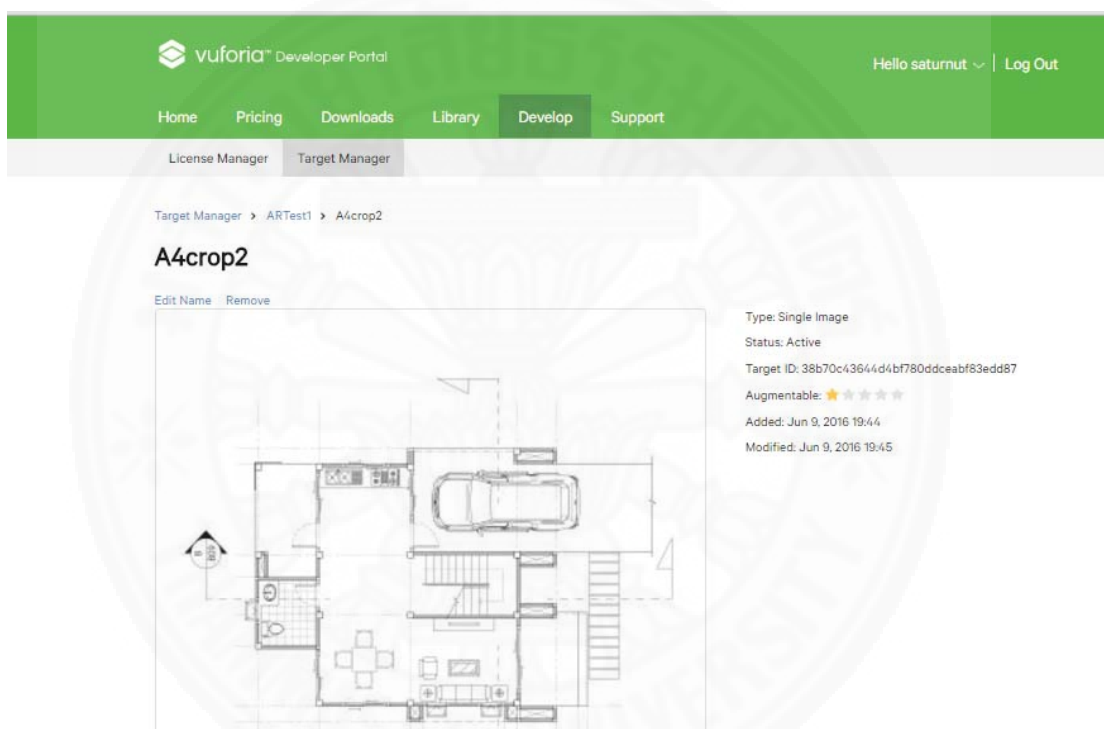 vuforia™ Developer Portal
Hello saturnut | Log Out
Home Pricing Downloads Library Develop Support
License Manager Target Manager
Target Manager > ARTest1 > A4crop2
A4crop2
Edit Name Remove
Type: Single Image
Status: Active
Target ID: 38b70c43644d4bf780ddceabf83edd87
Augmentable:
Added: Jun 9, 2016 19:44
Modified: Jun 9, 2016 19:45
UNIVERSITY